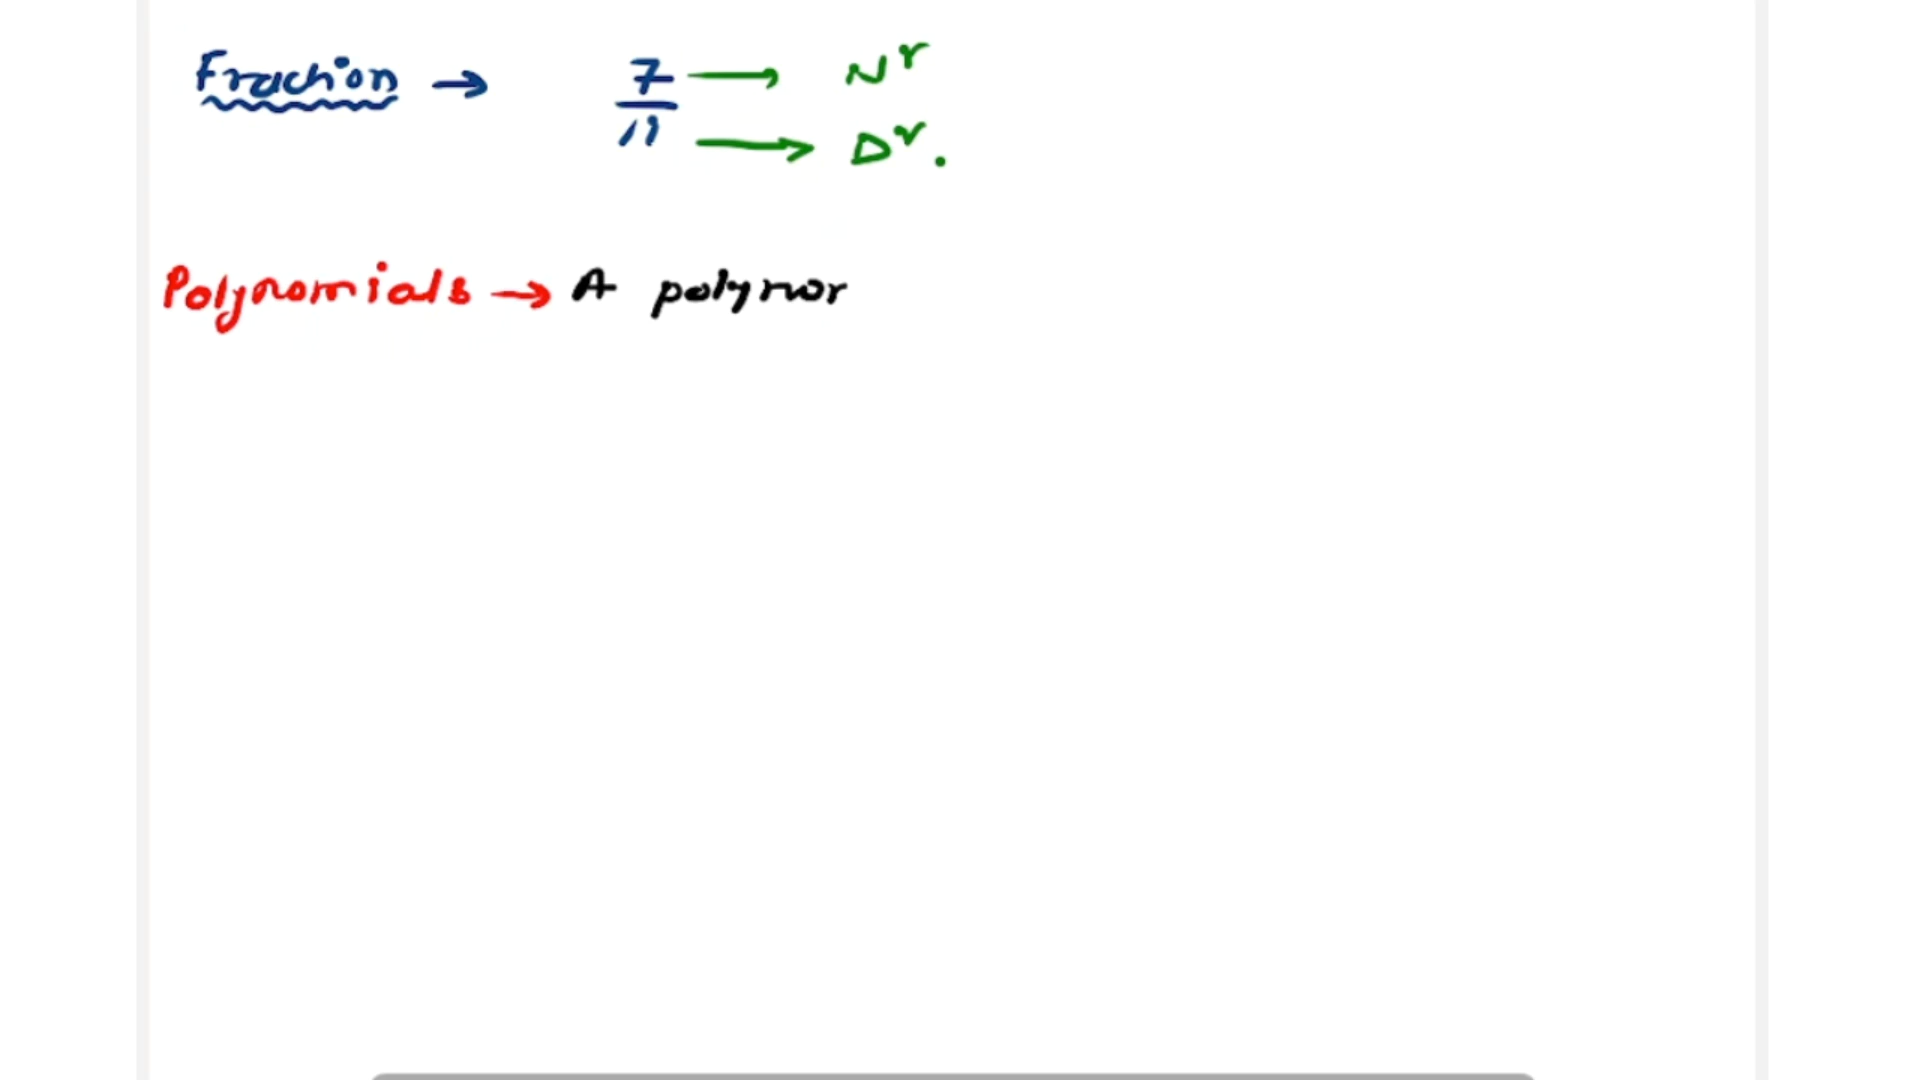 Fraction → 7/11 → Nʳ
→ Dʳ.
Polynomials → A polynor